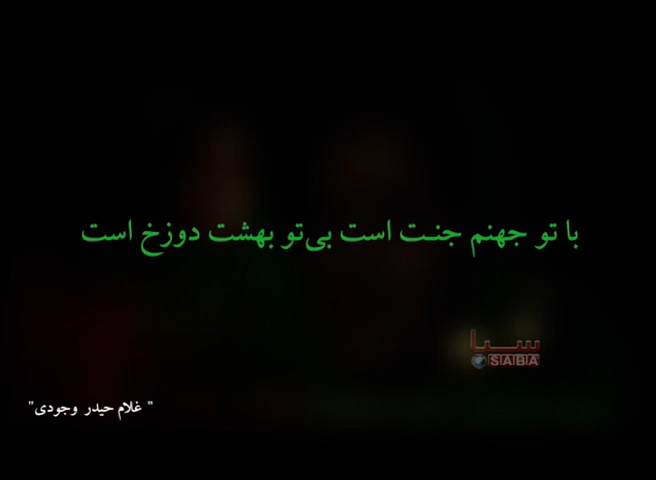 با تو جهنم جنت است بی‌تو بهشت دوزخ است
سبا
SABA
"غلام حیدر وجودی"